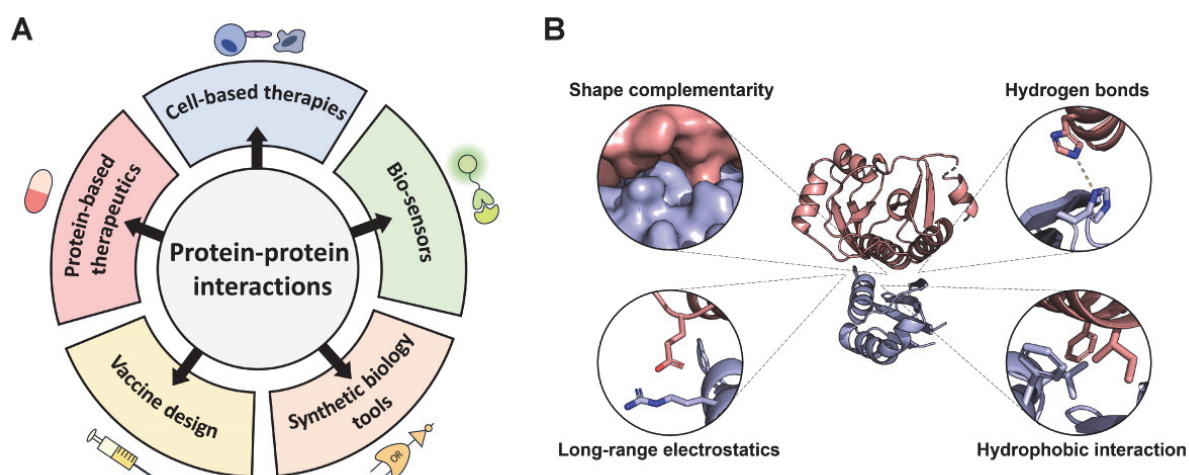 A
Cell-based therapies
Bio-sensors
Synthetic biology
tools
Vaccine design
Protein-based
therapeutics
Protein-protein
interactions
OR
B
Shape complementarity
Hydrogen bonds
Long-range electrostatics
Hydrophobic interaction